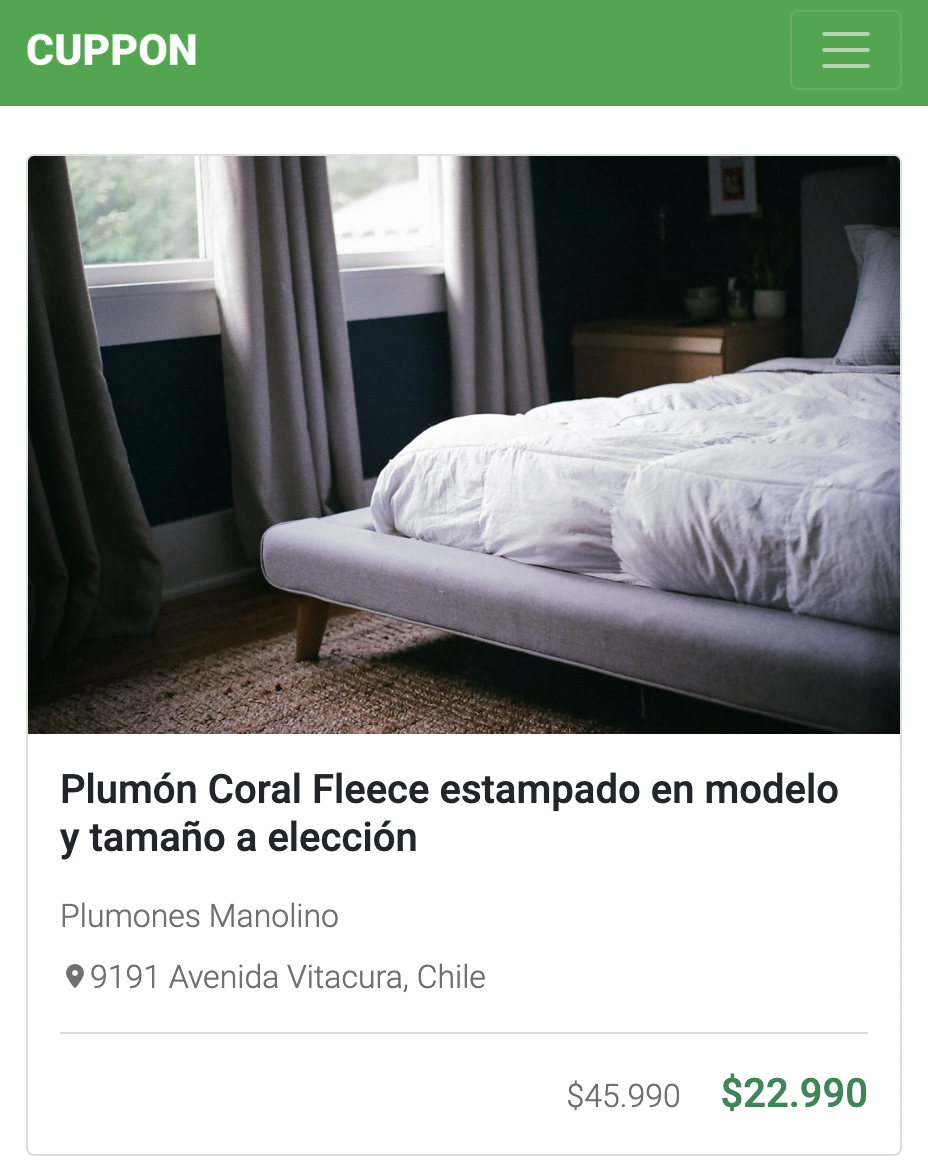 CUPPON
Plumón Coral Fleece estampado en modelo
y tamaño a elección
Plumones Manolino
9191 Avenida Vitacura, Chile
$45.990 $22.990